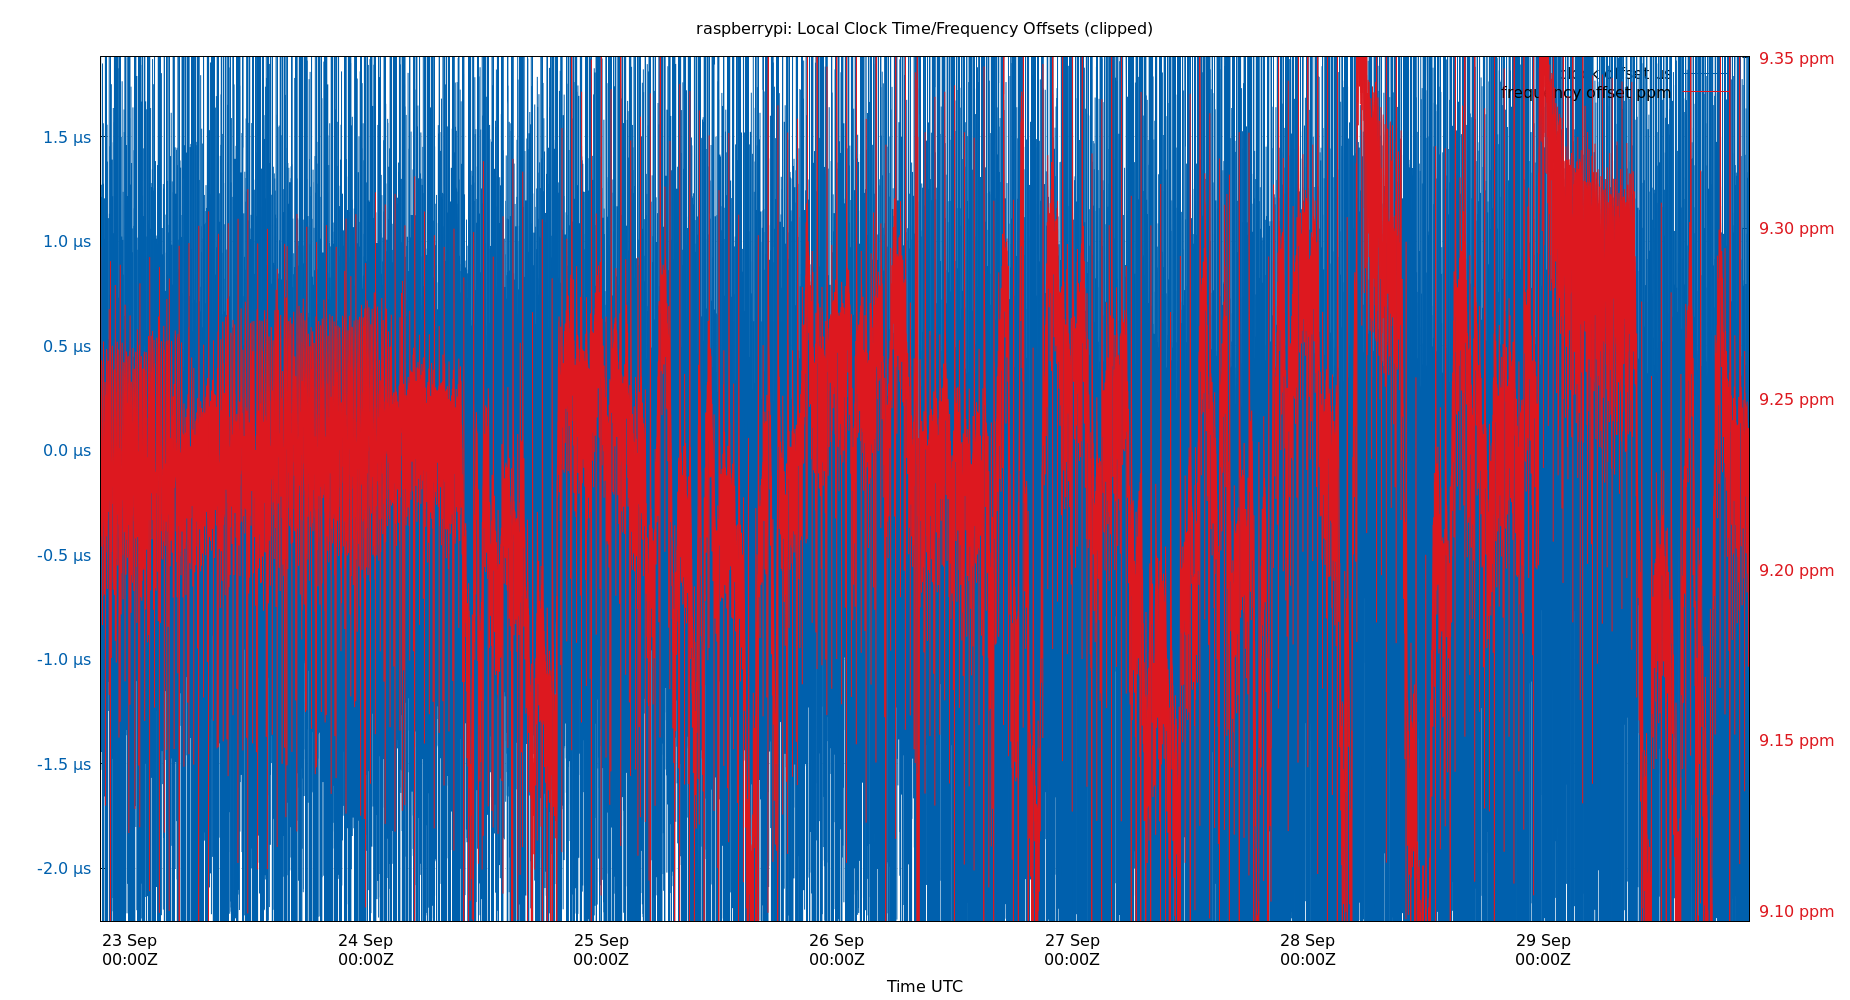 raspberrypi: Local Clock Time/Frequency Offsets (clipped)
9.35 ppm
clock offset µs
frequency offset ppm
1.5 µs
1.0 µs
9.30 ppm
0.5 µs
9.25 ppm
0.0 µs
-0.5 µs
9.20 ppm
-1.0 µs
-1.5 µs
9.15 ppm
-2.0 µs
9.10 ppm
23 Sep 24 Sep 25 Sep 26 Sep 27 Sep 28 Sep 29 Sep
00:00Z 00:00Z 00:00Z 00:00Z 00:00Z 00:00Z 00:00Z
Time UTC